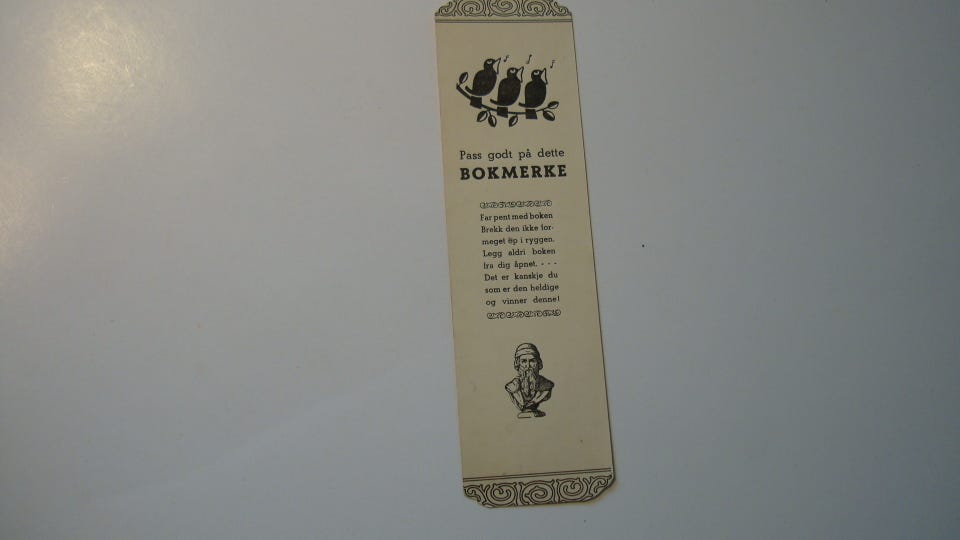 Pass godt på dette
BOKMERKE
Far pent med boken
Brekk den ikke for-
meget op i ryggen.
Legg aldri boken
fra dig åpnet. - - -
Det er kanskje du
som er den heldige
og vinner denne!